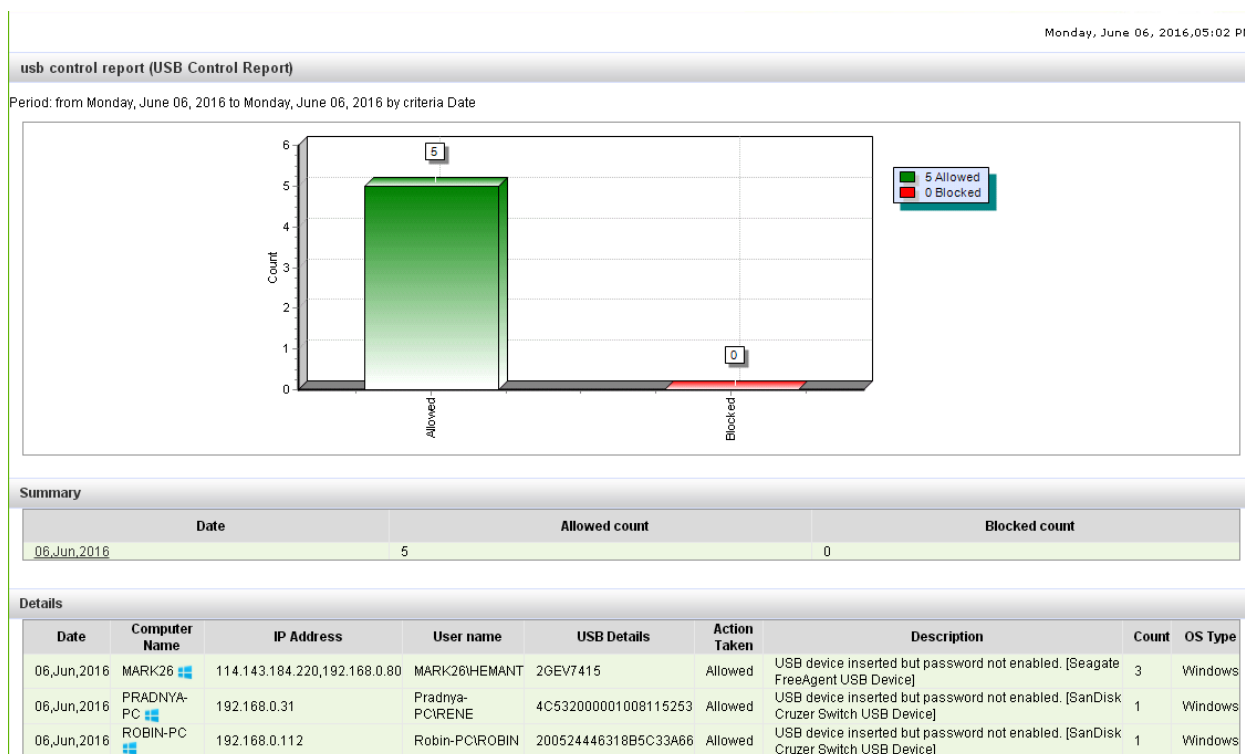 Monday, June 06, 2016,05:02 P
usb control report (USB Control Report)
Period: from Monday, June 06, 2016 to Monday, June 06, 2016 by criteria Date
6
5
4
3
2
1
0
Count
5
0
Allowed
Blocked
5 Allowed
0 Blocked
Summary
Date Allowed count Blocked count
06,Jun,2016 5 0
Details
Date Computer Name IP Address User name USB Details Action Taken Description Count OS Type
06,Jun,2016 MARK26 114.143.184.220,192.168.0.80 MARK26\HEMANT 2GEV7415 Allowed USB device inserted but password not enabled. [Seagate FreeAgent USB Device] 3 Windows
06,Jun,2016 PRADNYA-PC 192.168.0.31 Pradnya-PC\RENE 4C532000001008115253 Allowed USB device inserted but password not enabled. [SanDisk Cruzer Switch USB Device] 1 Windows
06,Jun,2016 ROBIN-PC 192.168.0.112 Robin-PC\ROBIN 200524446318B5C33A66 Allowed USB device inserted but password not enabled. [SanDisk Cruzer Switch USB Device] 1 Windows